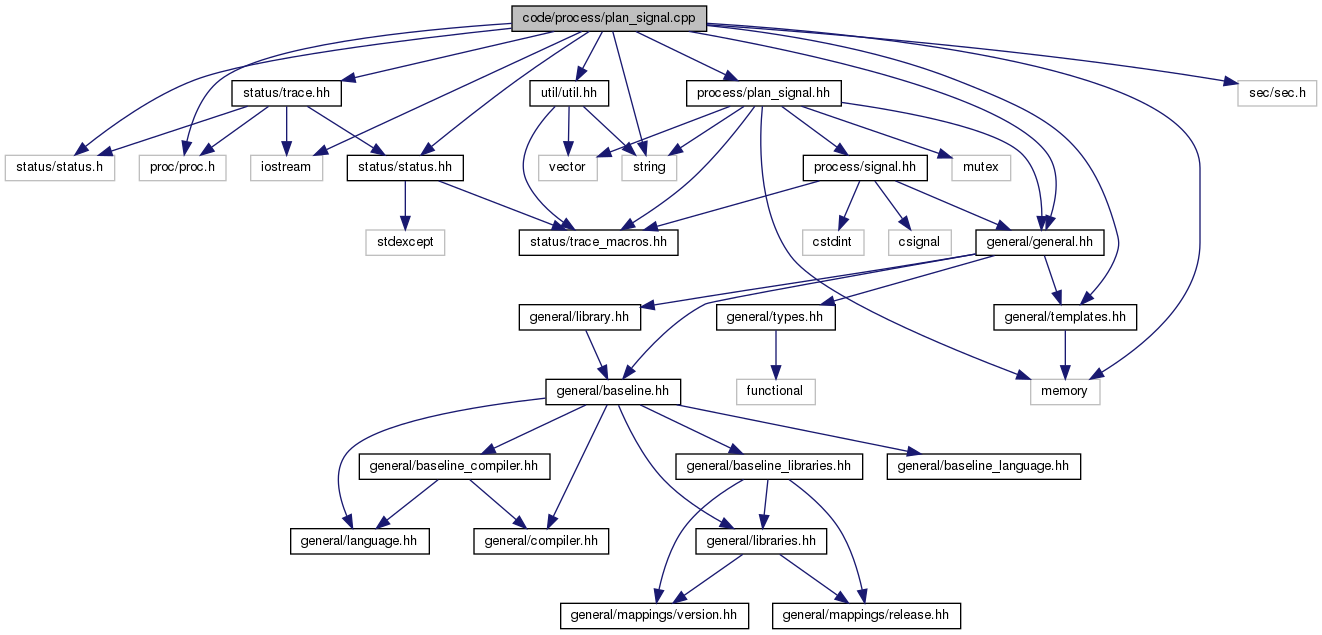 code/process/plan_signal.cpp
status/trace.hh
util/util.hh
process/plan_signal.hh
sec/sec.h
status/status.h
proc/proc.h
iostream
status/status.hh
vector
string
process/signal.hh
mutex
stdexcept
status/trace_macros.hh
cstdint
csignal
general/general.hh
general/library.hh
general/types.hh
general/templates.hh
general/baseline.hh
functional
memory
general/baseline_compiler.hh
general/baseline_libraries.hh
general/baseline_language.hh
general/language.hh
general/compiler.hh
general/libraries.hh
general/mappings/version.hh
general/mappings/release.hh